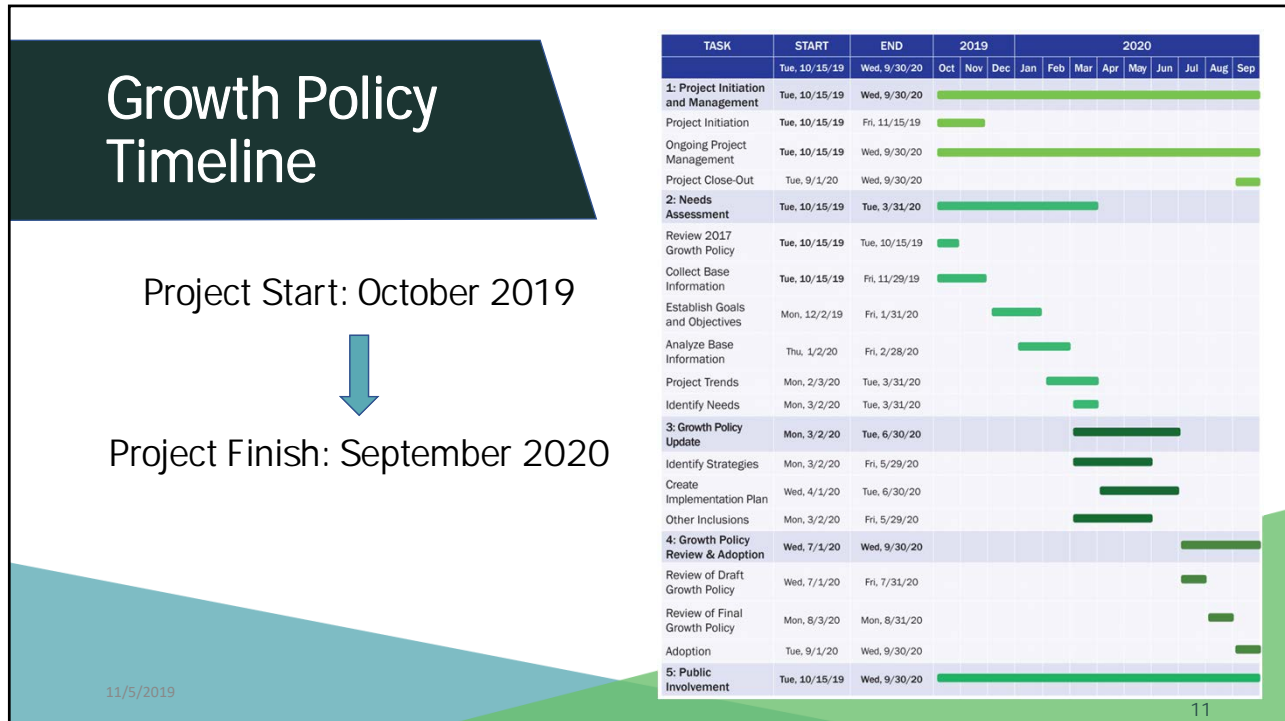 Growth Policy
Timeline
Project Start: October 2019
Project Finish: September 2020
TASK START END 2019 2020
Tue, 10/15/19 Wed, 9/30/20 Oct Nov Dec Jan Feb Mar Apr May Jun Jul Aug Sep
1: Project Initiation
and Management Tue, 10/15/19 Wed, 9/30/20
Project Initiation Tue, 10/15/19 Fri, 11/15/19
Ongoing Project
Management Tue, 10/15/19 Wed, 9/30/20
Project Close-Out Tue, 9/1/20 Wed, 9/30/20
2: Needs
Assessment Tue, 10/15/19 Tue, 3/31/20
Review 2017
Growth Policy Tue, 10/15/19 Tue, 10/15/19
Collect Base
Information Tue, 10/15/19 Fri, 11/29/19
Establish Goals
and Objectives Mon, 12/2/19 Fri, 1/31/20
Analyze Base
Information Thu, 1/2/20 Fri, 2/28/20
Project Trends Mon, 2/3/20 Tue, 3/31/20
Identify Needs Mon, 3/2/20 Tue, 3/31/20
3: Growth Policy
Update Mon, 3/2/20 Tue, 6/30/20
Identify Strategies Mon, 3/2/20 Fri, 5/29/20
Create
Implementation Plan Wed, 4/1/20 Tue, 6/30/20
Other Inclusions Mon, 3/2/20 Fri, 5/29/20
4: Growth Policy
Review & Adoption Wed, 7/1/20 Wed, 9/30/20
Review of Draft
Growth Policy Wed, 7/1/20 Fri, 7/31/20
Review of Final
Growth Policy Mon, 8/3/20 Mon, 8/31/20
Adoption Tue, 9/1/20 Wed, 9/30/20
5: Public
Involvement Tue, 10/15/19 Wed, 9/30/20
11/5/2019
11